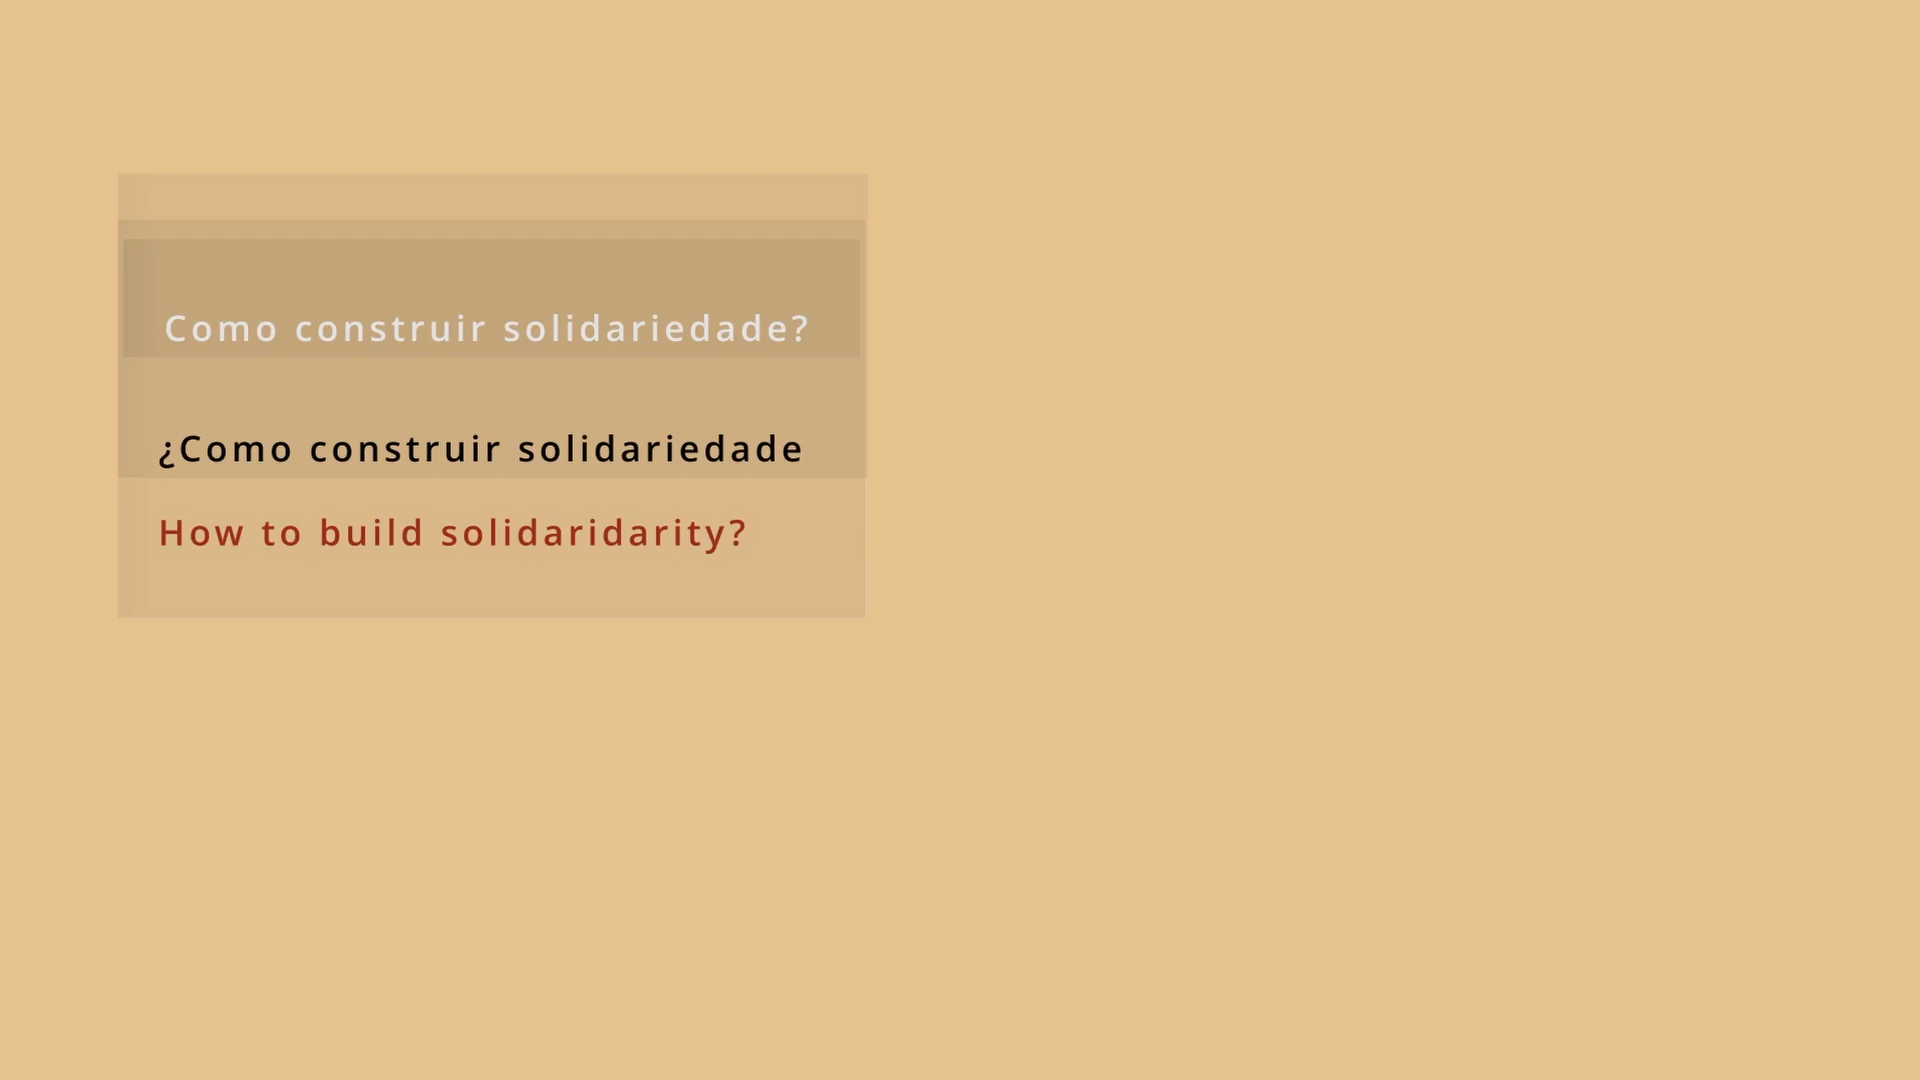 Como construir solidariedade?
¿Como construir solidariedade
How to build solidaridarity?